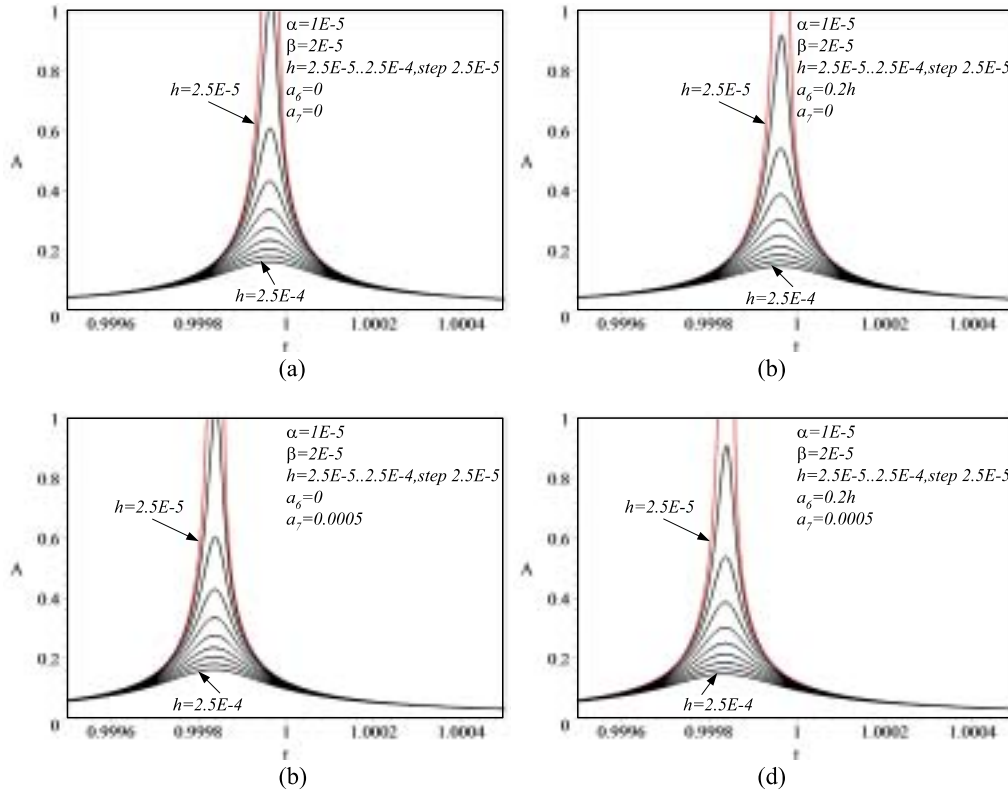 1
α=1E-5
β=2E-5
h=2.5E-5..2.5E-4,step 2.5E-5
a6=0
a7=0
0.8
h=2.5E-5
0.6
A
0.4
0.2
h=2.5E-4
0
0.9996 0.9998 1 1.0002 1.0004
r
(a)
1
α=1E-5
β=2E-5
h=2.5E-5..2.5E-4,step 2.5E-5
a6=0.2h
a7=0
0.8
h=2.5E-5
0.6
A
0.4
0.2
h=2.5E-4
0
0.9996 0.9998 1 1.0002 1.0004
r
(b)
1
α=1E-5
β=2E-5
h=2.5E-5..2.5E-4,step 2.5E-5
a6=0
a7=0.0005
0.8
h=2.5E-5
0.6
A
0.4
0.2
h=2.5E-4
0
0.9996 0.9998 1 1.0002 1.0004
r
(b)
1
α=1E-5
β=2E-5
h=2.5E-5..2.5E-4,step 2.5E-5
a6=0.2h
a7=0.0005
0.8
h=2.5E-5
0.6
A
0.4
0.2
h=2.5E-4
0
0.9996 0.9998 1 1.0002 1.0004
r
(d)